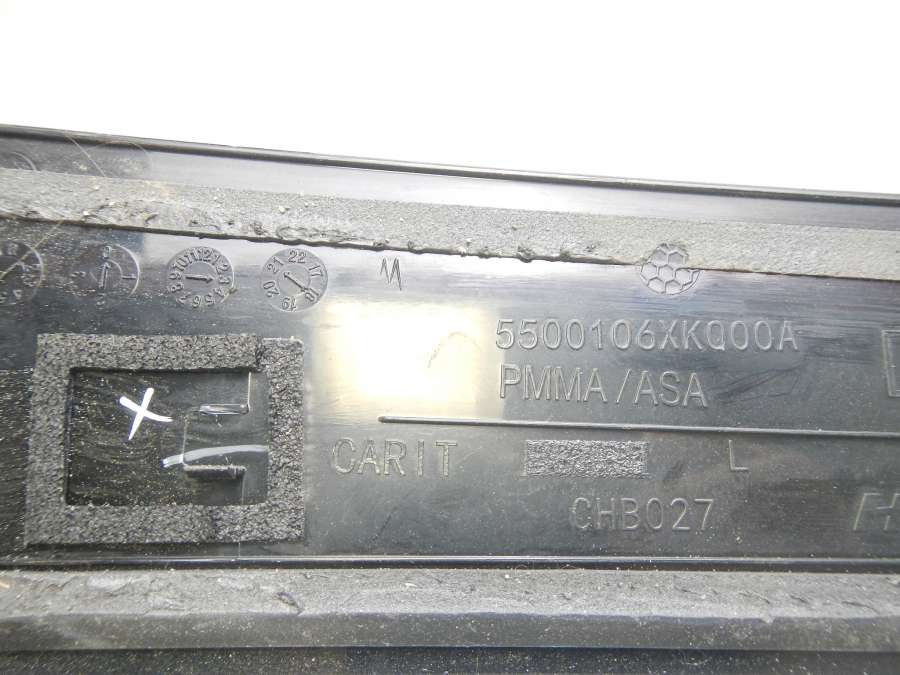 5500106XKQ00A
PMMA/ASA
CARIT L
CHB027
H